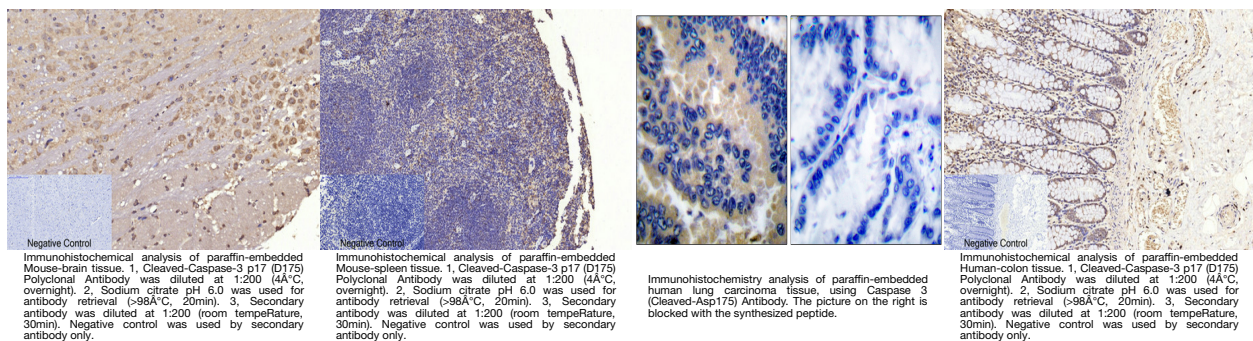 Negative Control
Immunohistochemical analysis of paraffin-embedded
Mouse-brain tissue. 1, Cleaved-Caspase-3 p17 (D175)
Polyclonal Antibody was diluted at 1:200 (4Â°C,
overnight). 2, Sodium citrate pH 6.0 was used for
antibody retrieval (>98Â°C, 20min). 3, Secondary
antibody was diluted at 1:200 (room tempeRature,
30min). Negative control was used by secondary
antibody only.
Negative Control
Immunohistochemical analysis of paraffin-embedded
Mouse-spleen tissue. 1, Cleaved-Caspase-3 p17 (D175)
Polyclonal Antibody was diluted at 1:200 (4Â°C,
overnight). 2, Sodium citrate pH 6.0 was used for
antibody retrieval (>98Â°C, 20min). 3, Secondary
antibody was diluted at 1:200 (room tempeRature,
30min). Negative control was used by secondary
antibody only.
Immunohistochemistry analysis of paraffin-embedded
human lung carcinoma tissue, using Caspase 3
(Cleaved-Asp175) Antibody. The picture on the right is
blocked with the synthesized peptide.
Negative Control
Immunohistochemical analysis of paraffin-embedded
Human-colon tissue. 1, Cleaved-Caspase-3 p17 (D175)
Polyclonal Antibody was diluted at 1:200 (4Â°C,
overnight). 2, Sodium citrate pH 6.0 was used for
antibody retrieval (>98Â°C, 20min). 3, Secondary
antibody was diluted at 1:200 (room tempeRature,
30min). Negative control was used by secondary
antibody only.